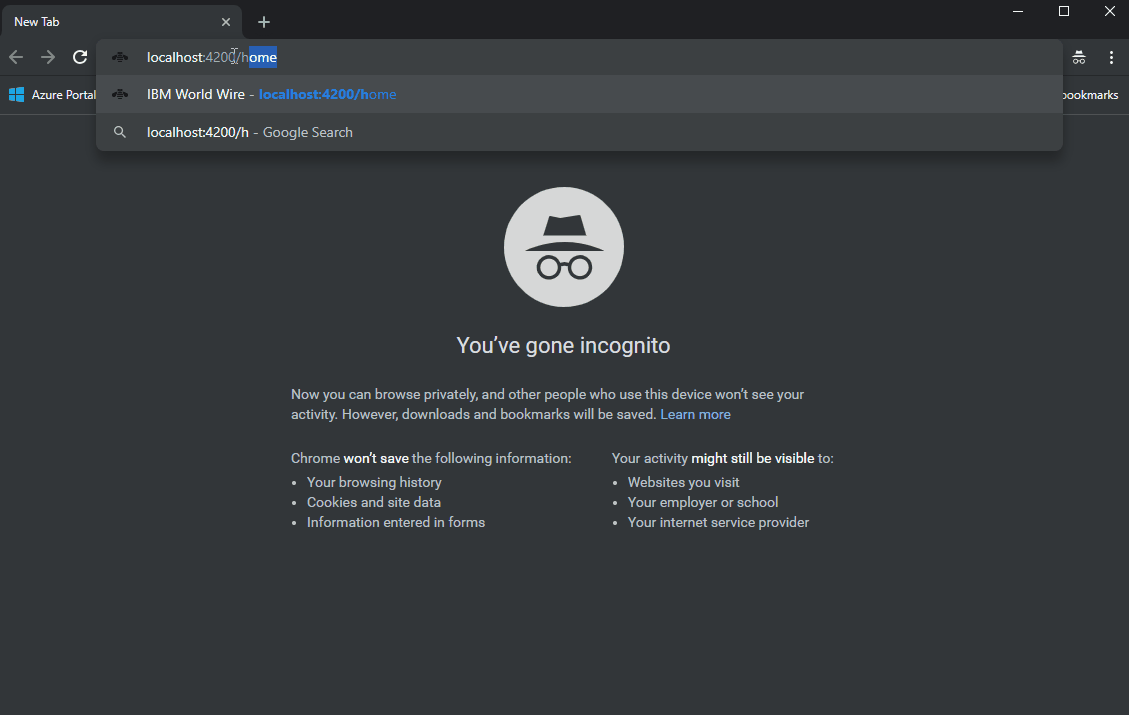 New Tab
localhost:4200/home
Azure Portal
IBM World Wire - localhost:4200/home
bookmarks
localhost:4200/h - Google Search
You've gone incognito
Now you can browse privately, and other people who use this device won't see your
activity. However, downloads and bookmarks will be saved. Learn more
Chrome won't save the following information:
Your browsing history
Cookies and site data
Information entered in forms
Your activity might still be visible to:
Websites you visit
Your employer or school
Your internet service provider